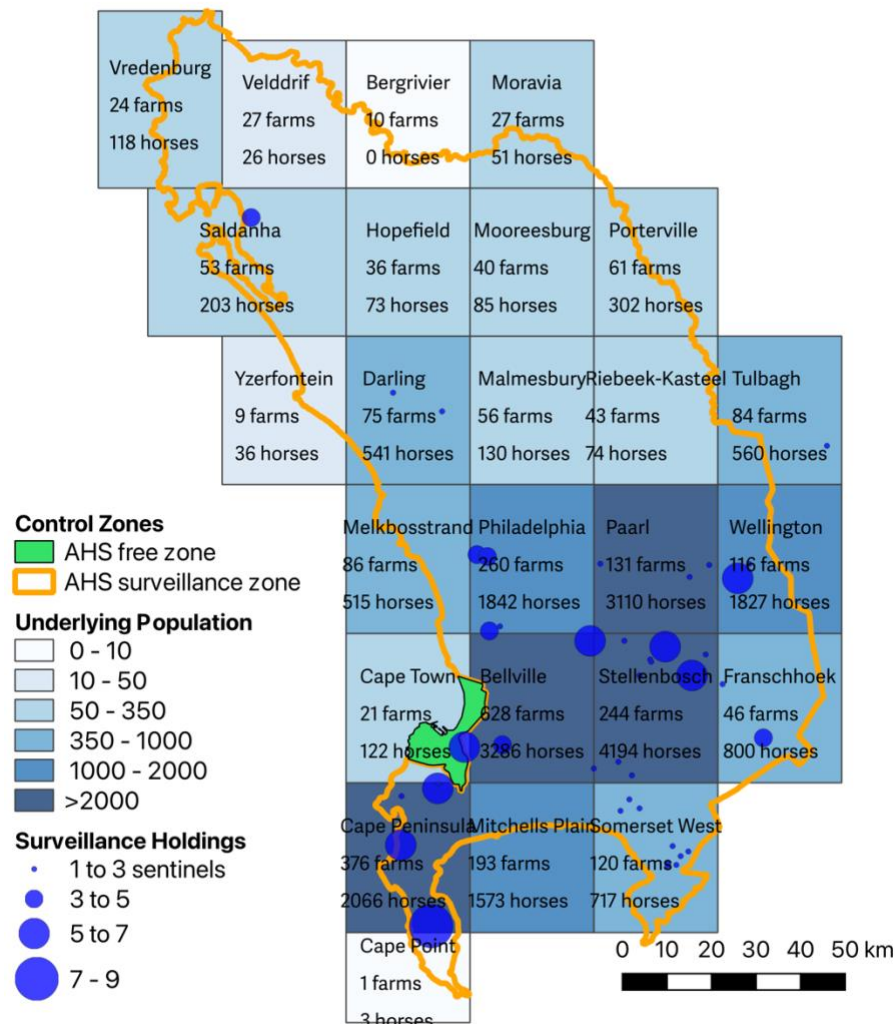 Vredenburg
24 farms
118 horses
Velddrif
27 farms
26 horses
Bergrivier
10 farms
0 horses
Moravia
27 farms
51 horses
Saldanha
53 farms
203 horses
Hopefield
36 farms
73 horses
Mooreesburg
40 farms
85 horses
Porterville
61 farms
302 horses
Yzerfontein
9 farms
36 horses
Darling
75 farms
541 horses
Malmesbury
56 farms
130 horses
Riebeek-Kasteel
43 farms
74 horses
Tulbagh
84 farms
560 horses
Melkbosstrand
86 farms
515 horses
Philadelphia
260 farms
1842 horses
Paarl
131 farms
3110 horses
Wellington
116 farms
1827 horses
Cape Town
21 farms
122 horses
Bellville
628 farms
3286 horses
Stellenbosch
244 farms
4194 horses
Franschhoek
46 farms
800 horses
Cape Peninsula
376 farms
2066 horses
Mitchells Plain
193 farms
1573 horses
Somerset West
120 farms
717 horses
Cape Point
1 farms
3 horses
Control Zones
AHS free zone
AHS surveillance zone
Underlying Population
0 - 10
10 - 50
50 - 350
350 - 1000
1000 - 2000
>2000
Surveillance Holdings
1 to 3 sentinels
3 to 5
5 to 7
7 - 9
0 10 20 30 40 50 km